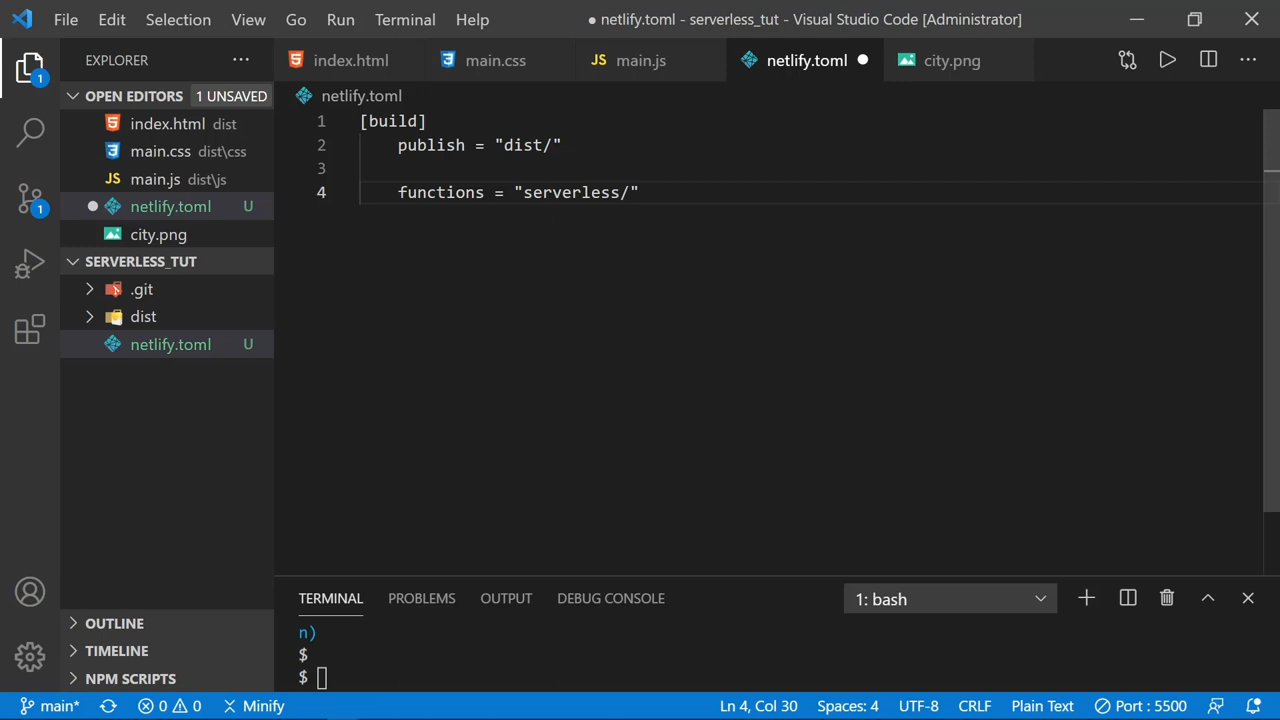 File Edit Selection View Go Run Terminal Help ● netlify.toml - serverless_tut - Visual Studio Code [Administrator]
EXPLORER ···
index.html main.css JS main.js netlify.toml ● city.png
1
OPEN EDITORS 1 UNSAVED
netlify.toml
index.html dist
main.css dist\css
JS main.js dist\js
● netlify.toml U
city.png
1
SERVERLESS_TUT
.git
dist
netlify.toml U
1 [build]
2 publish = "dist/"
3
4 functions = "serverless/"
OUTLINE
TIMELINE
NPM SCRIPTS
TERMINAL PROBLEMS OUTPUT DEBUG CONSOLE 1: bash
n)
$
$
main* 0 0 Minify Ln 4, Col 30 Spaces: 4 UTF-8 CRLF Plain Text Port : 5500